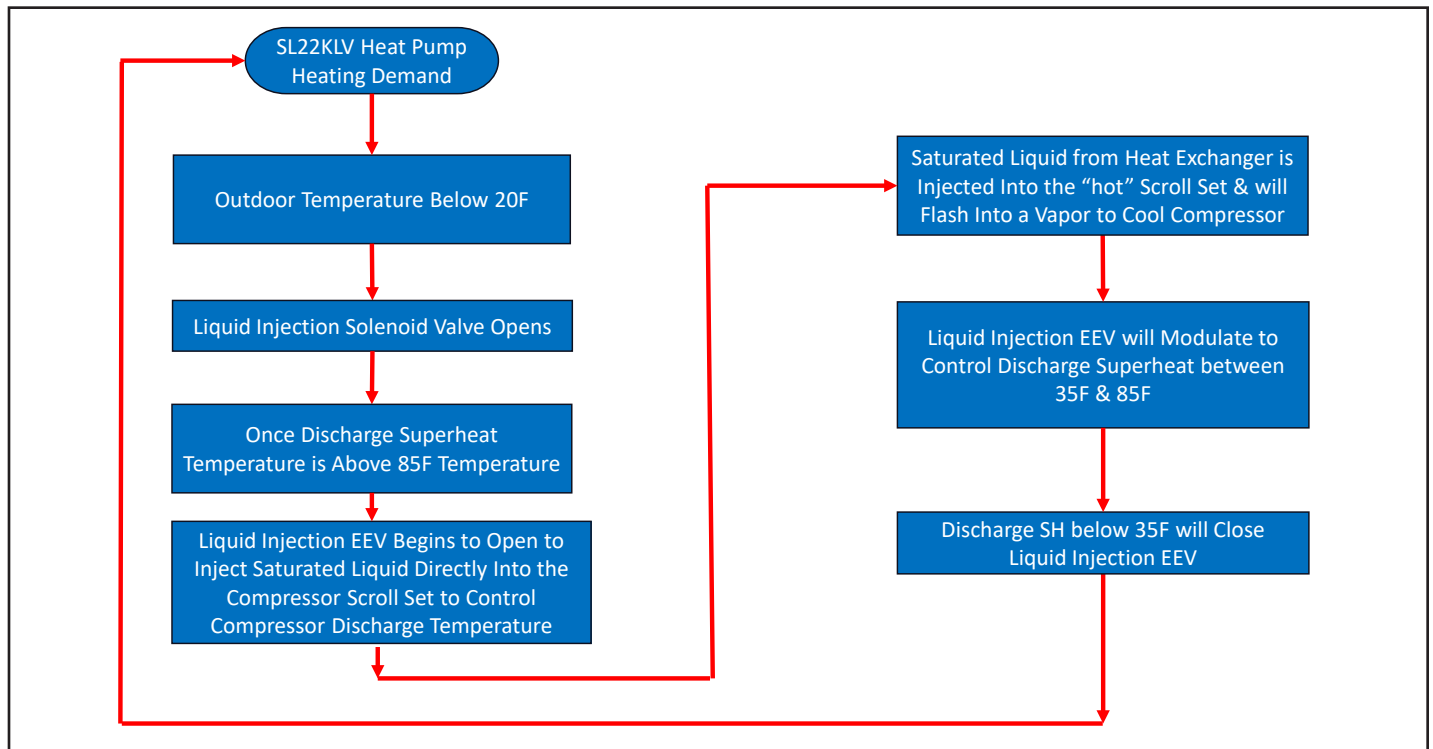 SL22KLV Heat Pump
Heating Demand
Outdoor Temperature Below 20F
Liquid Injection Solenoid Valve Opens
Once Discharge Superheat
Temperature is Above 85F Temperature
Liquid Injection EEV Begins to Open to
Inject Saturated Liquid Directly Into the
Compressor Scroll Set to Control
Compressor Discharge Temperature
Saturated Liquid from Heat Exchanger is
Injected Into the “hot” Scroll Set & will
Flash Into a Vapor to Cool Compressor
Liquid Injection EEV will Modulate to
Control Discharge Superheat between
35F & 85F
Discharge SH below 35F will Close
Liquid Injection EEV